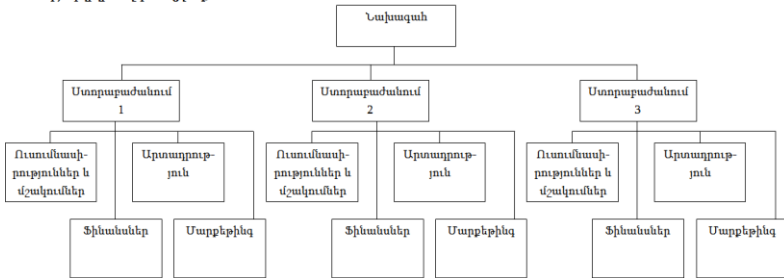 Նախագահ
Ստորաբաժանում
1
Ստորաբաժանում
2
Ստորաբաժանում
3
Ուսումնասի-
րություններ և
մշակումներ
Արտադրութ-
յուն
Ուսումնասի-
րություններ և
մշակումներ
Արտադրութ-
յուն
Ուսումնասի-
րություններ և
մշակումներ
Արտադրութ-
յուն
Ֆինանսներ
Մարքեթինգ
Ֆինանսներ
Մարքեթինգ
Ֆինանսներ
Մարքեթինգ